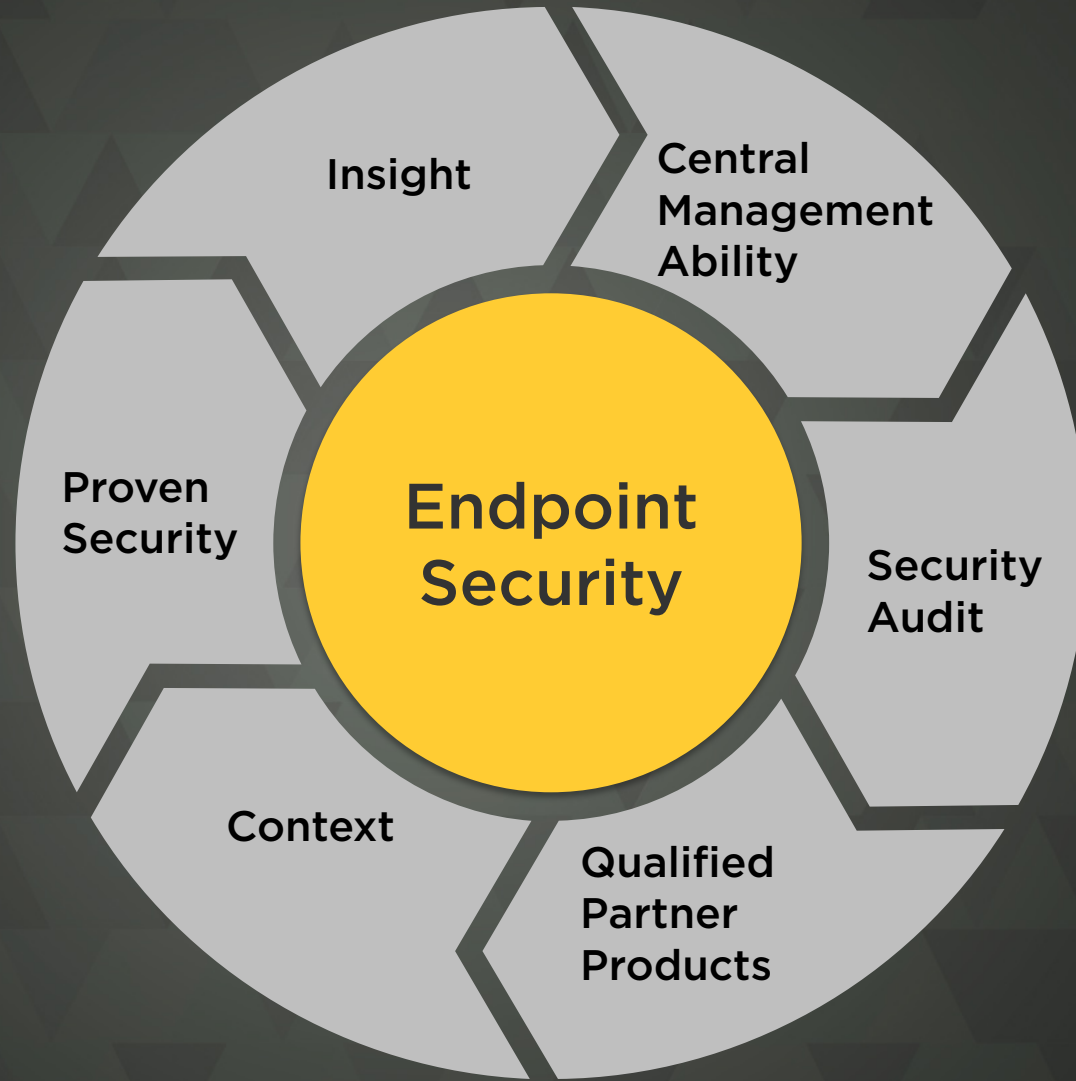 Insight
Central
Management
Ability
Proven
Security
Endpoint
Security
Security
Audit
Context
Qualified
Partner
Products